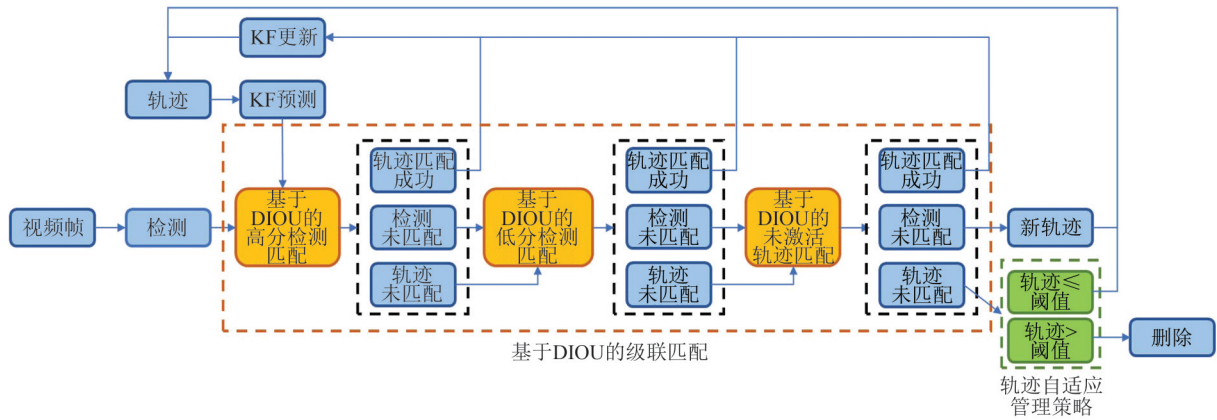 KF更新
轨迹
KF预测
视频帧
检测
基于
DIOU的
高分检测
匹配
轨迹匹配
成功
检测
未匹配
轨迹
未匹配
基于
DIOU的
低分检测
匹配
轨迹匹配
成功
检测
未匹配
轨迹
未匹配
基于
DIOU的
未激活
轨迹匹配
轨迹匹配
成功
检测
未匹配
轨迹
未匹配
新轨迹
轨迹≤
阈值
轨迹>
阈值
删除
基于DIOU的级联匹配
轨迹自适应
管理策略